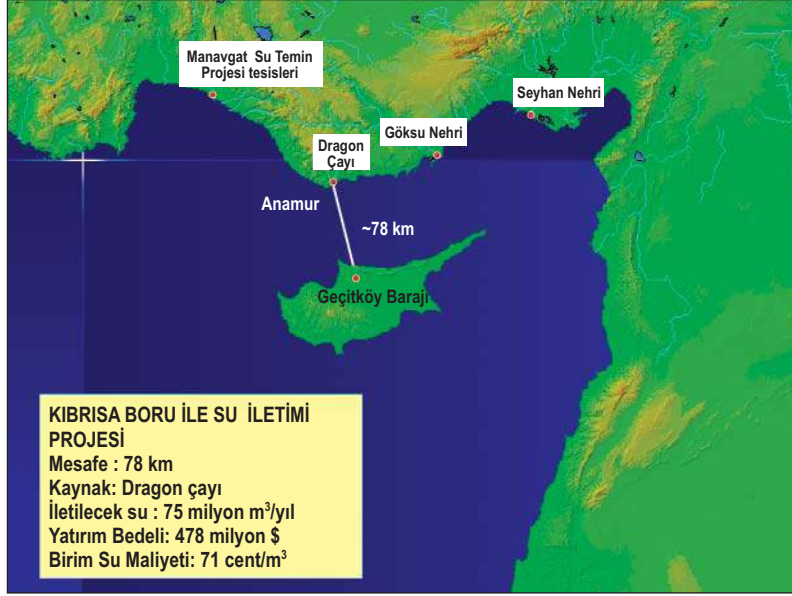 Manavgat Su Temin
Projesi tesisleri
Seyhan Nehri
Göksu Nehri
Dragon
Çayı
Anamur
~78 km
Geçitköy Barajı
KIBRISA BORU İLE SU İLETİMİ
PROJESİ
Mesafe : 78 km
Kaynak: Dragon çayı
İletilecek su : 75 milyon m³/yıl
Yatırım Bedeli: 478 milyon $
Birim Su Maliyeti: 71 cent/m³